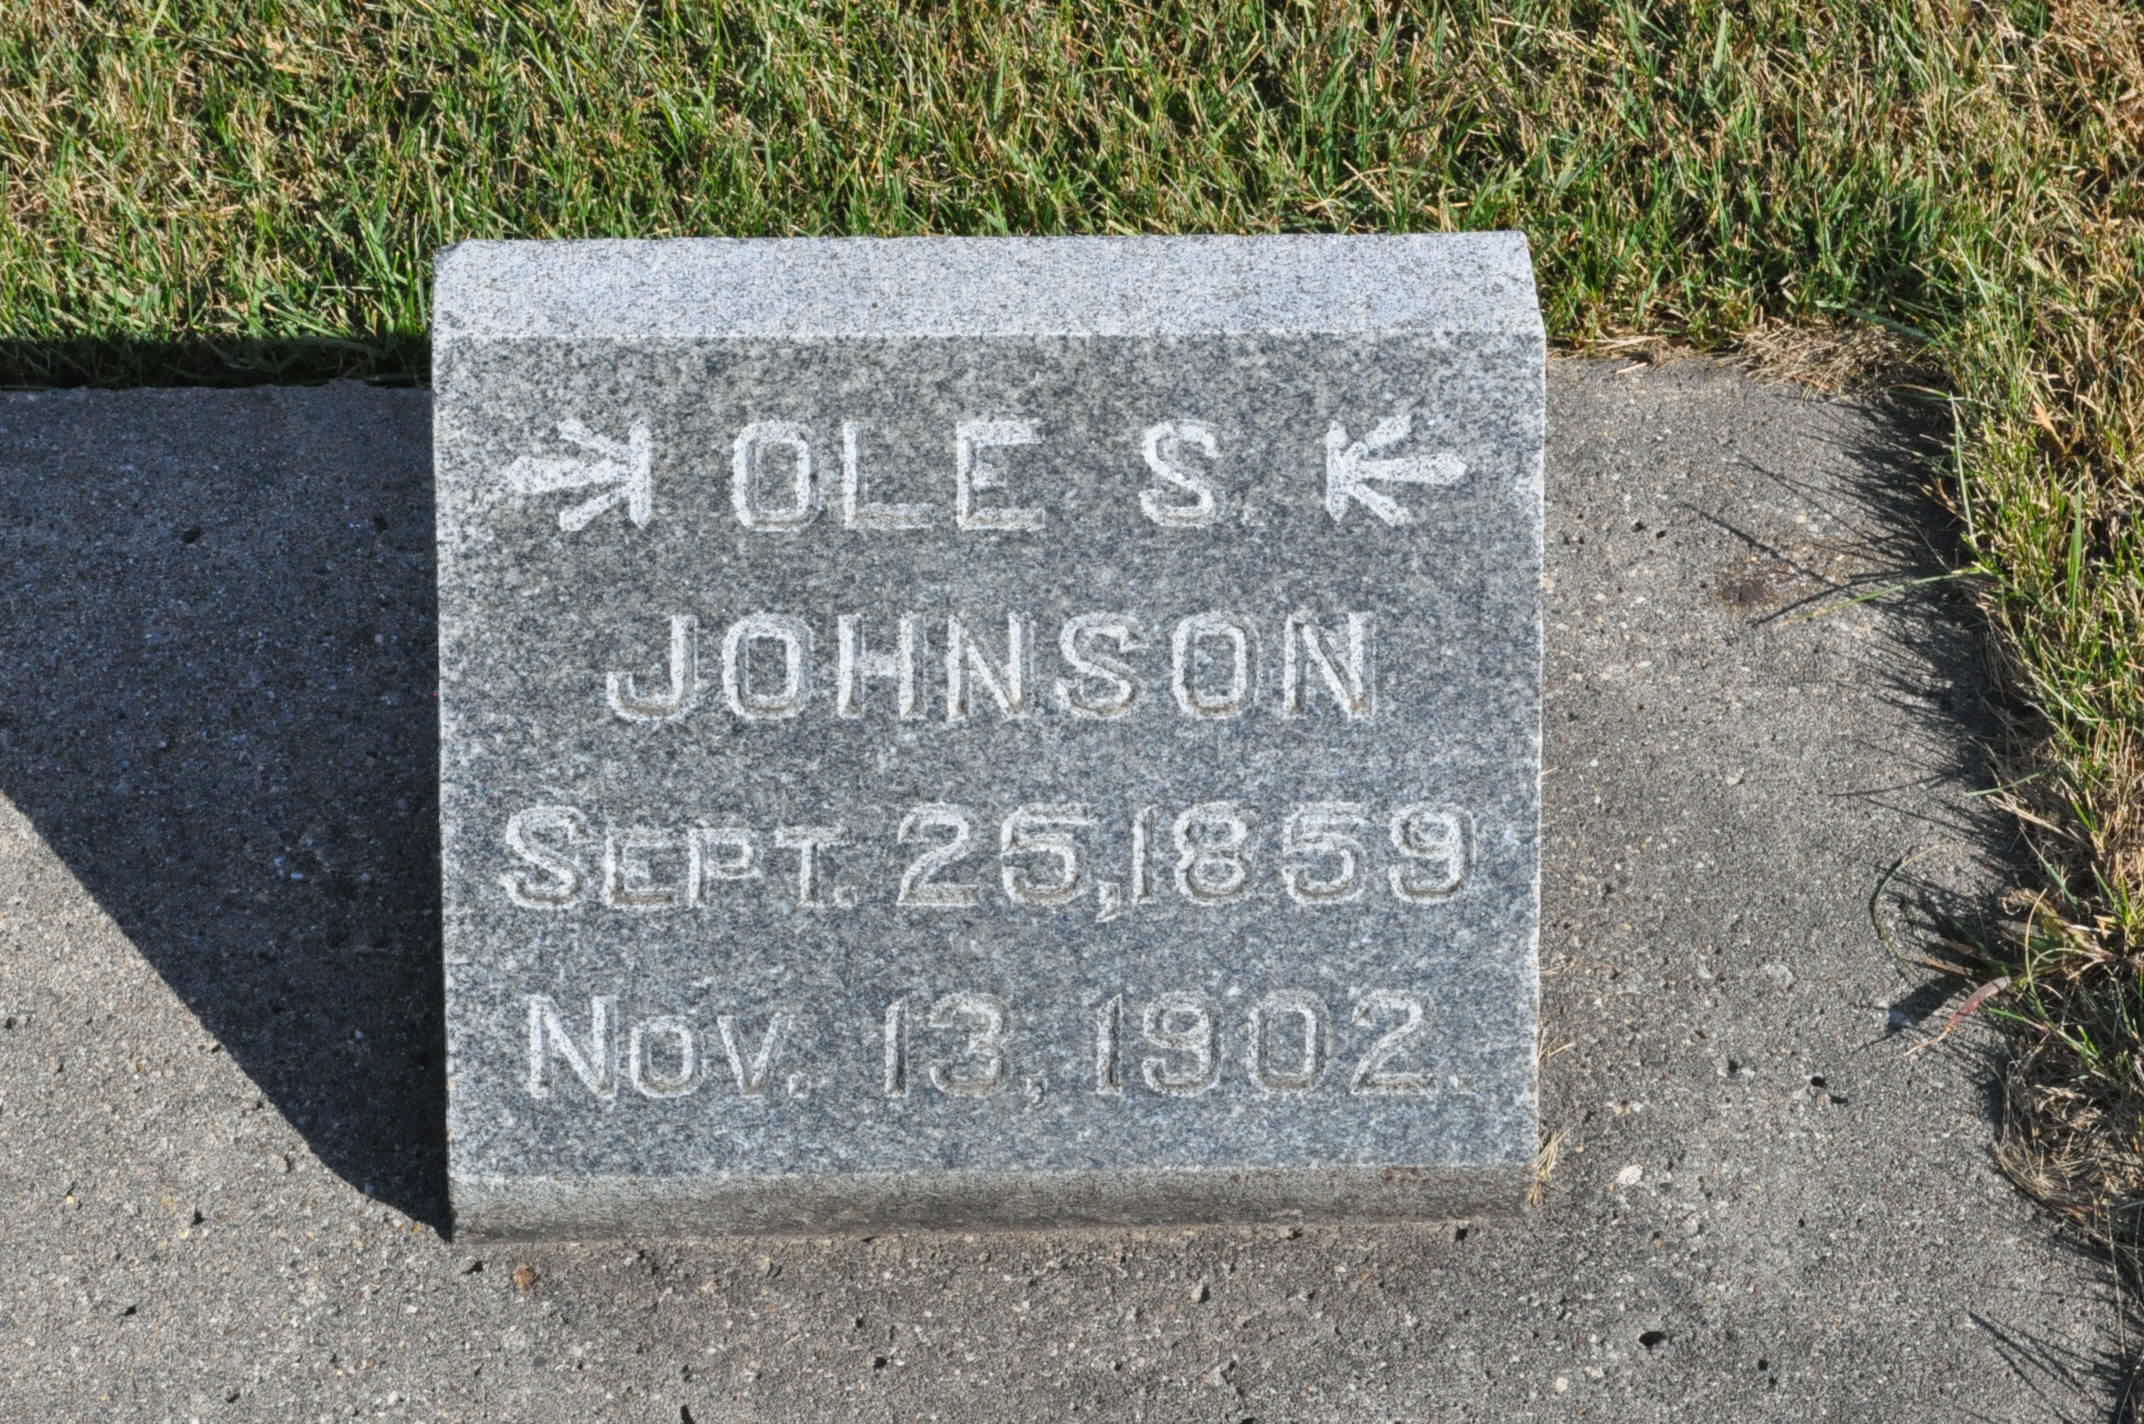 OLE S.
JOHNSON
SEPT. 25, 1859
NOV. 13, 1902.